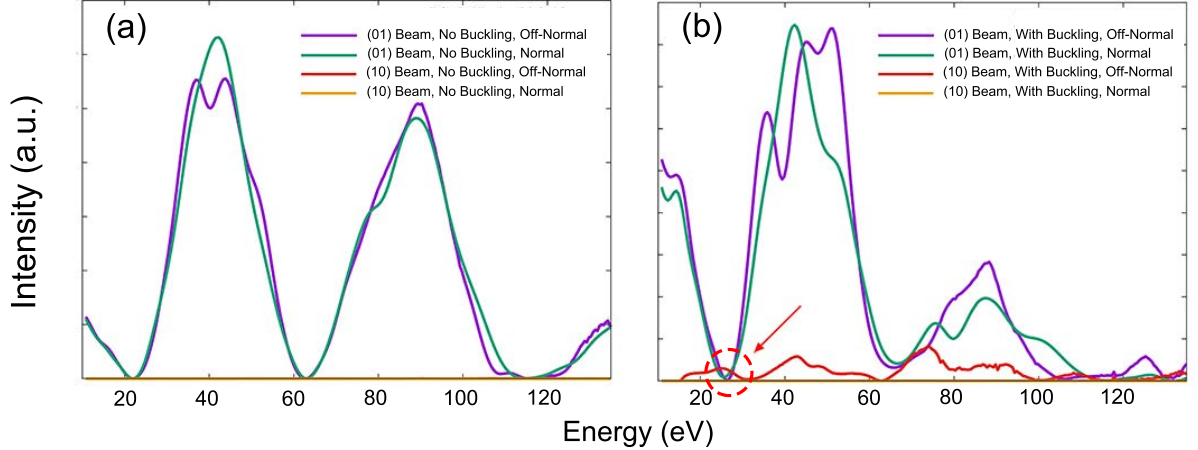 (a)
(01) Beam, No Buckling, Off-Normal
(01) Beam, No Buckling, Normal
(10) Beam, No Buckling, Off-Normal
(10) Beam, No Buckling, Normal
(b)
(01) Beam, With Buckling, Off-Normal
(01) Beam, With Buckling, Normal
(10) Beam, With Buckling, Off-Normal
(10) Beam, With Buckling, Normal
Intensity (a.u.)
20 40 60 80 100 120
20 40 60 80 100 120
Energy (eV)